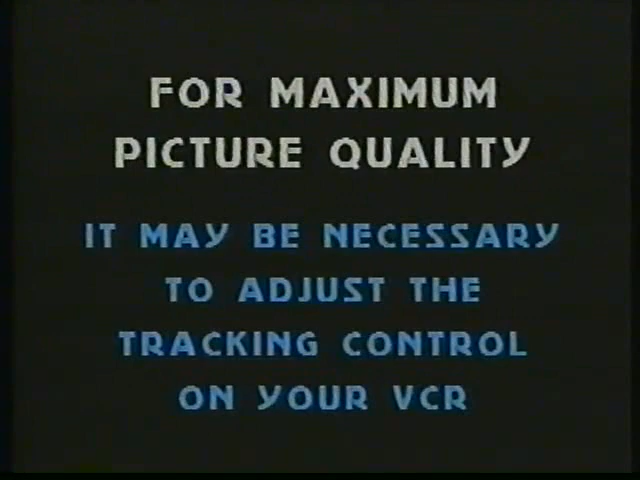 FOR MAXIMUM
PICTURE QUALITY
IT MAY BE NECESSARY
TO ADJUST THE
TRACKING CONTROL
ON YOUR VCR